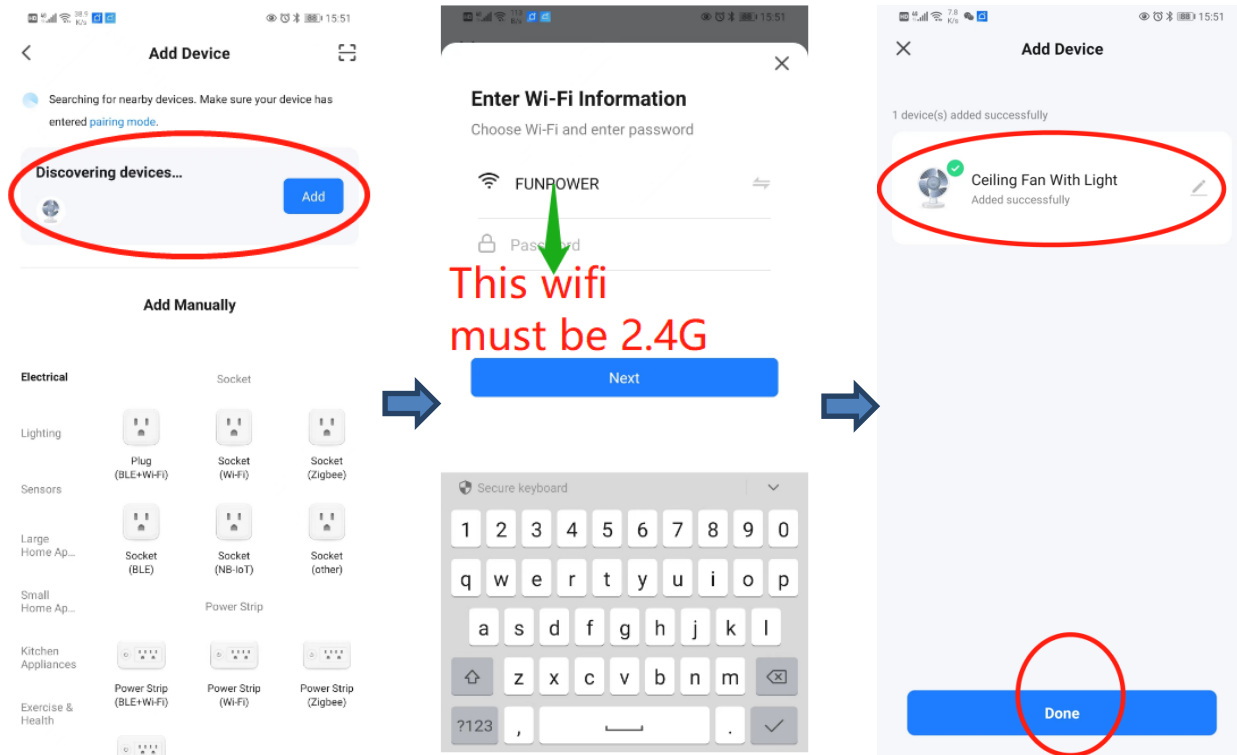 38.5
K/s
15:51
Add Device
Searching for nearby devices. Make sure your device has
entered pairing mode.
Discovering devices...
Add
Add Manually
Electrical
Socket
Lighting
Plug
(BLE+Wi-Fi)
Socket
(Wi-Fi)
Socket
(Zigbee)
Sensors
Large
Home Ap...
Socket
(BLE)
Socket
(NB-IoT)
Socket
(other)
Small
Home Ap...
Power Strip
Kitchen
Appliances
Power Strip
(BLE+Wi-Fi)
Power Strip
(Wi-Fi)
Power Strip
(Zigbee)
Exercise &
Health
K/s
15:51
Enter Wi-Fi Information
Choose Wi-Fi and enter password
FUNPOWER
Password
This wifi
must be 2.4G
Next
Secure keyboard
1 2 3 4 5 6 7 8 9 0
q w e r t y u i o p
a s d f g h j k l
z x c v b n m
?123 , .
7.8
K/s
15:51
Add Device
1 device(s) added successfully
Ceiling Fan With Light
Added successfully
Done